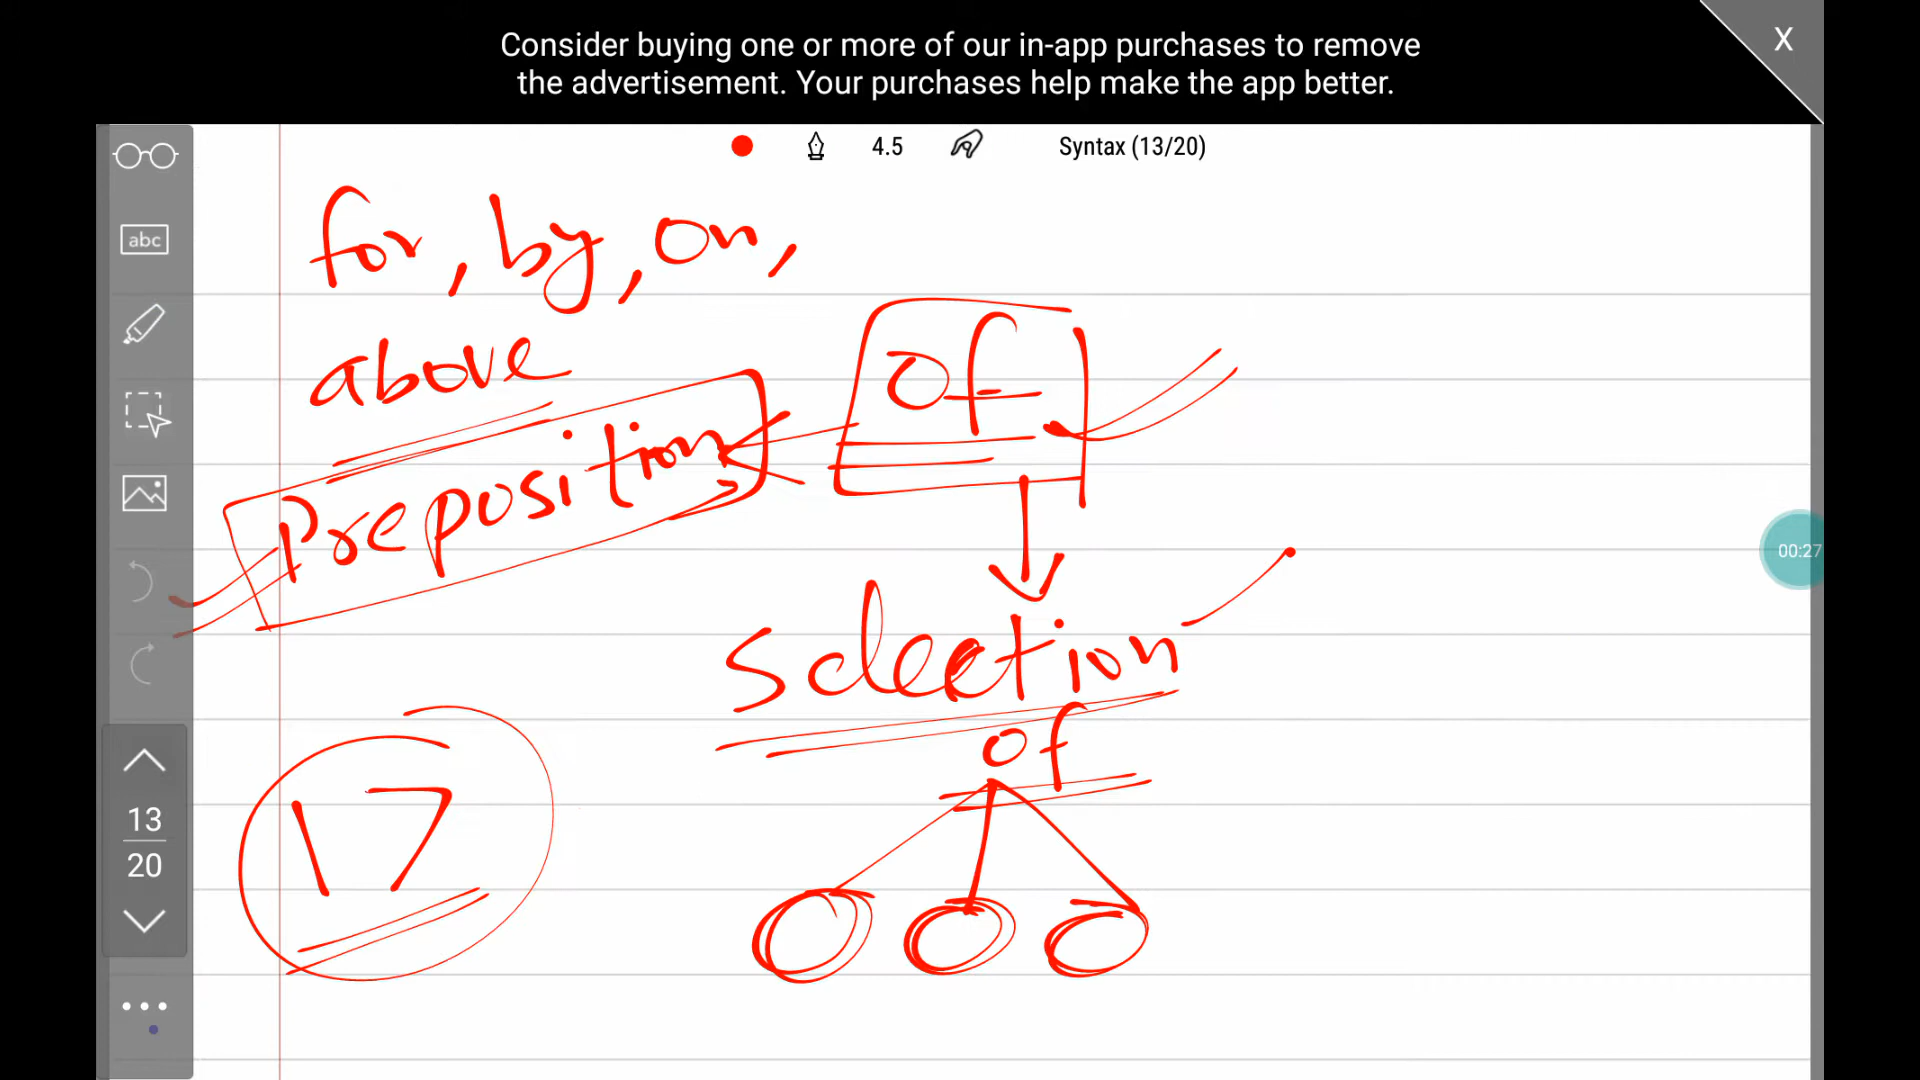 Consider buying one or more of our in-app purchases to remove
the advertisement. Your purchases help make the app better.
X
4.5 Syntax (13/20)
abc
for, by, on,
above
of
Preposition
00:27
Selection
of
17
13
20